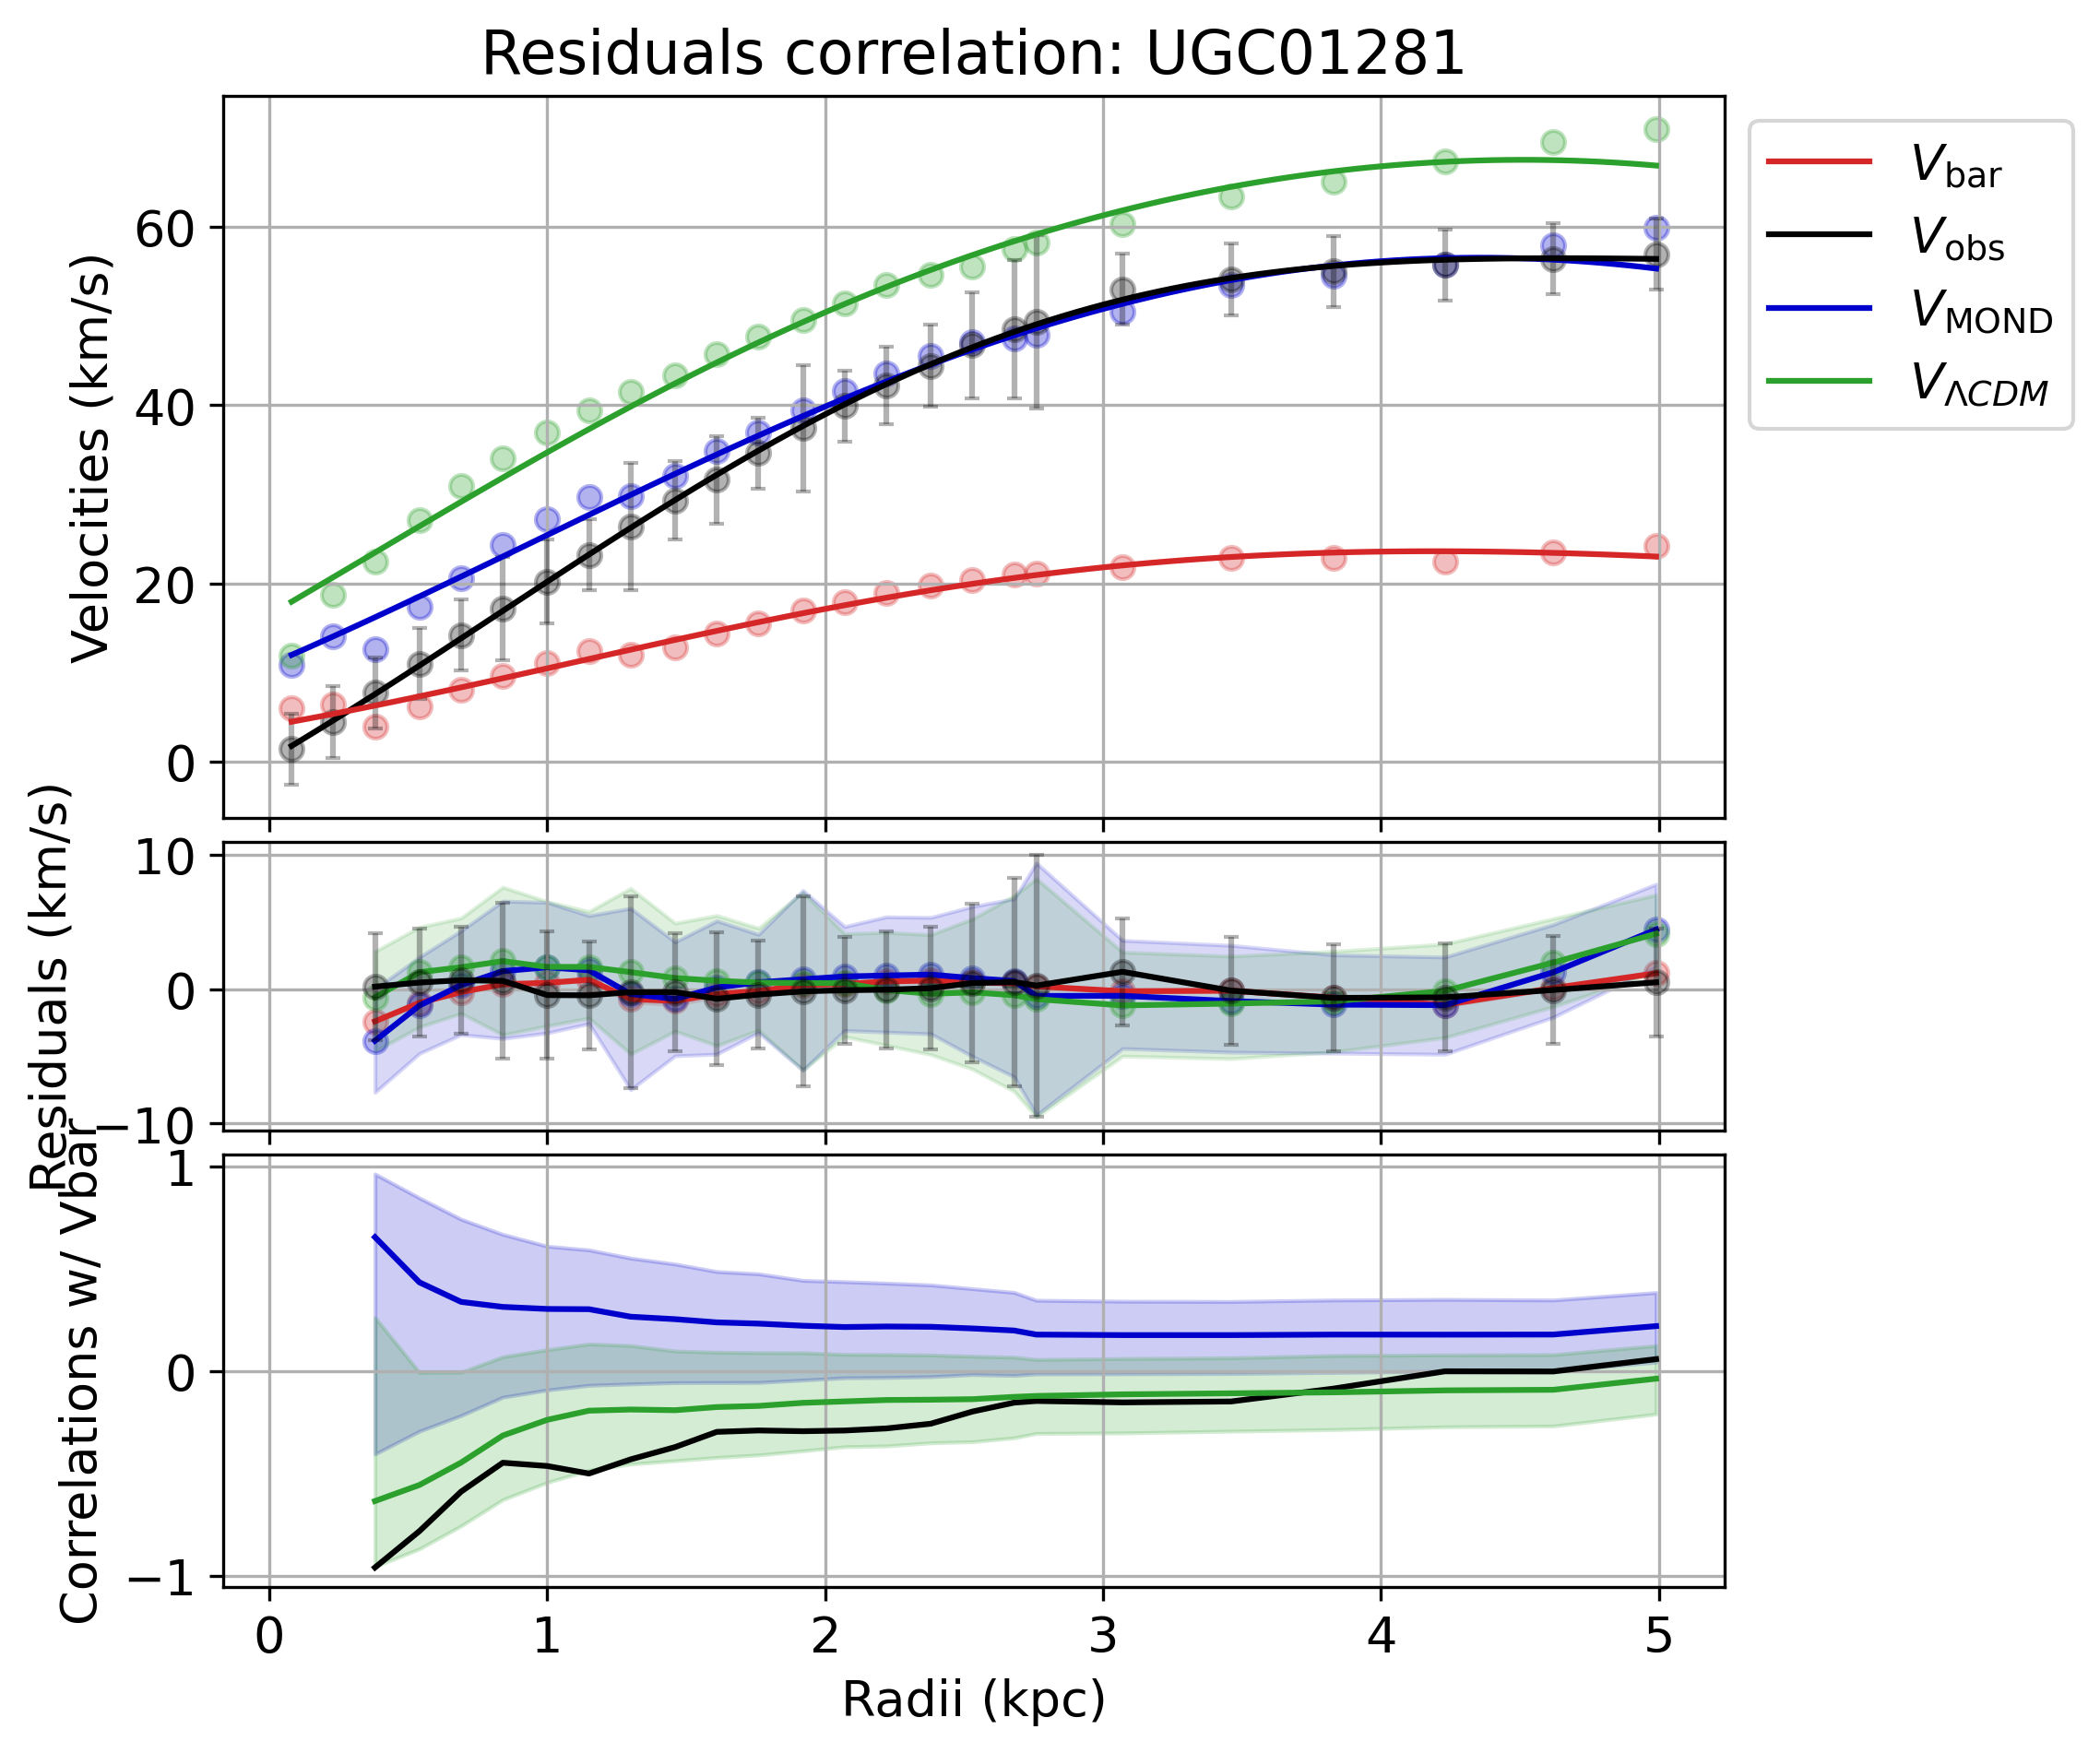 Residuals correlation: UGC01281
Velocities (km/s)
60
40
20
0
V_bar
V_obs
V_MOND
V_ΛCDM
Residuals (km/s)
10
0
−10
Correlations w/ Vbar
1
0
−1
0 1 2 3 4 5
Radii (kpc)